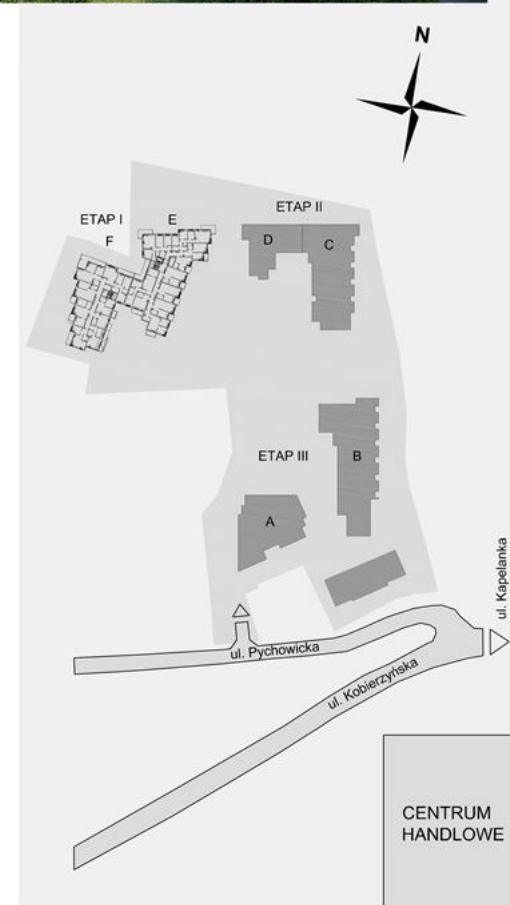 N
ETAP II
ETAP I
E
F
D
C
ETAP III
B
A
ul. Kapelanka
ul. Pychowicka
ul. Kobierzyńska
CENTRUM
HANDLOWE